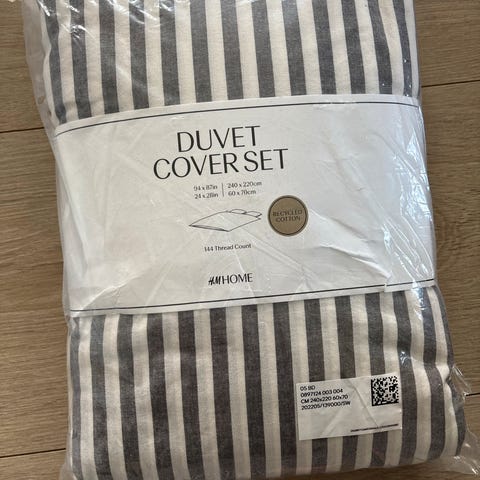 DUVET
COVER SET
94 x 87in | 240 x 220cm
24 x 28in | 60 x 70cm
RECYCLED
COTTON
144 Thread Count
H&M HOME
05 BD
0897124 003 004
CM 240x220 60x70
202205/139000/SW